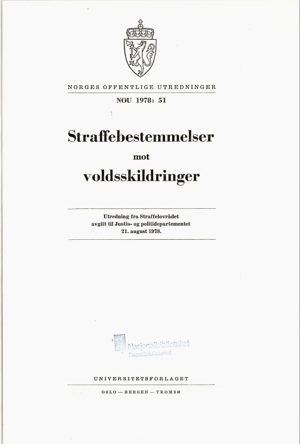 NORGES OFFENTLIGE UTREDNINGER
NOU 1978: 51
Straffebestemmelser
mot
voldsskildringer
Utredning fra Straffelovrådet
avgitt til Justis- og politidepartementet
21. august 1978.
Nasjonalbiblioteket
UNIVERSITETSFORLAGET
OSLO — BERGEN — TROMSØ